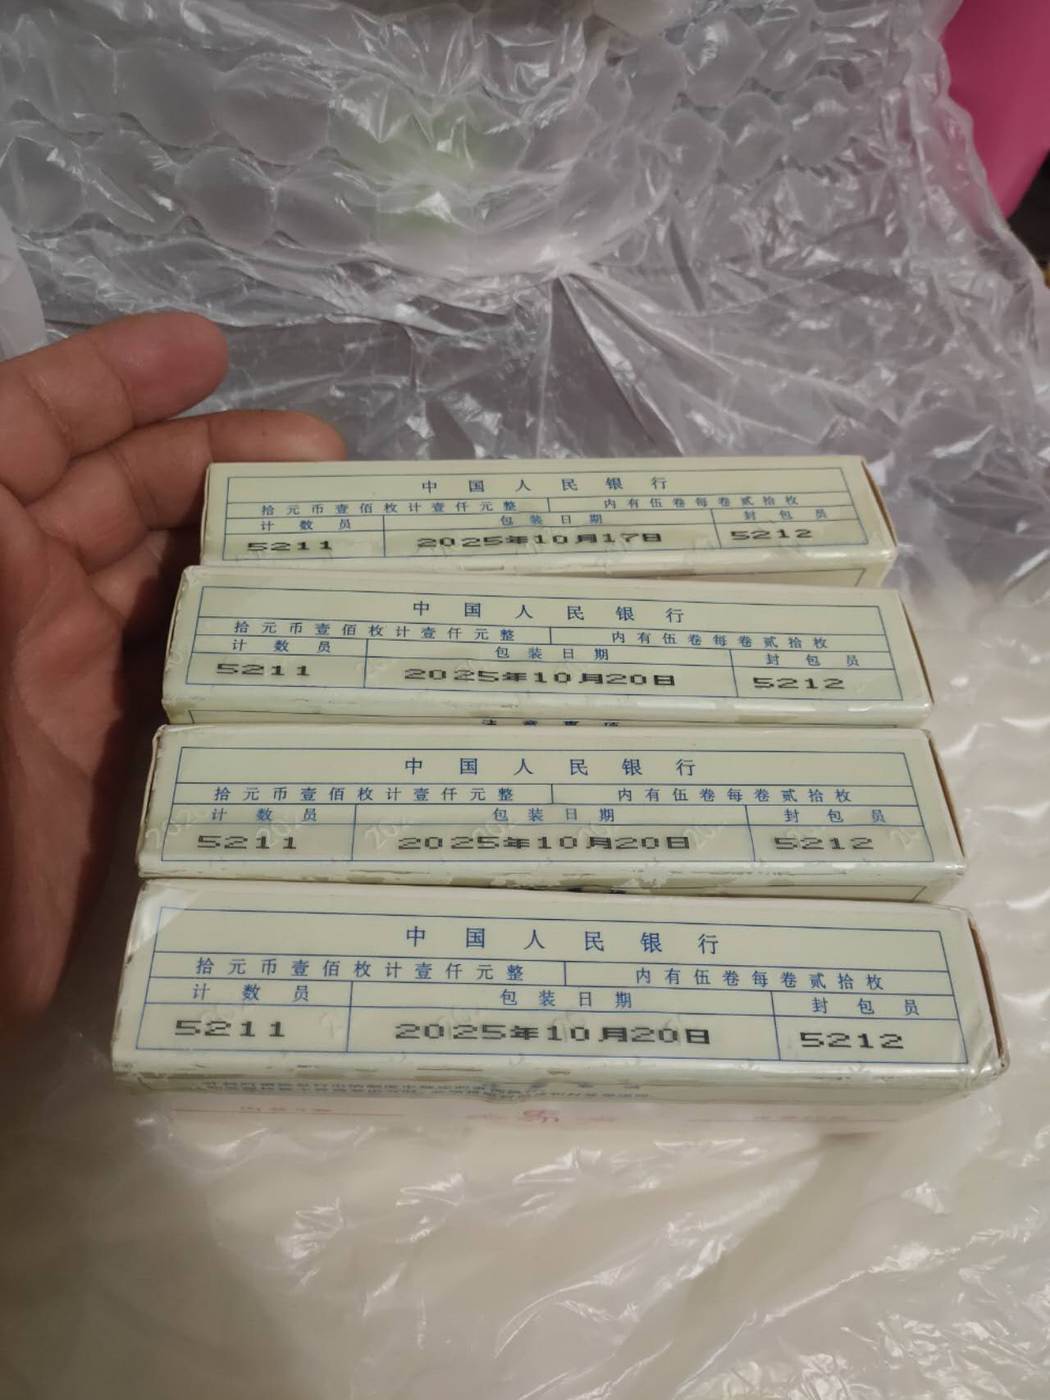 中国人民银行
拾元币壹佰枚计壹仟元整 内有伍卷每卷贰拾枚
计数员 包装日期 封包员
5211 2025年10月17日 5212
中国人民银行
拾元币壹佰枚计壹仟元整 内有伍卷每卷贰拾枚
计数员 包装日期 封包员
5211 2025年10月20日 5212
注意事项
中国人民银行
拾元币壹佰枚计壹仟元整 内有伍卷每卷贰拾枚
计数员 包装日期 封包员
5211 2025年10月20日 5212
中国人民银行
拾元币壹佰枚计壹仟元整 内有伍卷每卷贰拾枚
计数员 包装日期 封包员
5211 2025年10月20日 5212